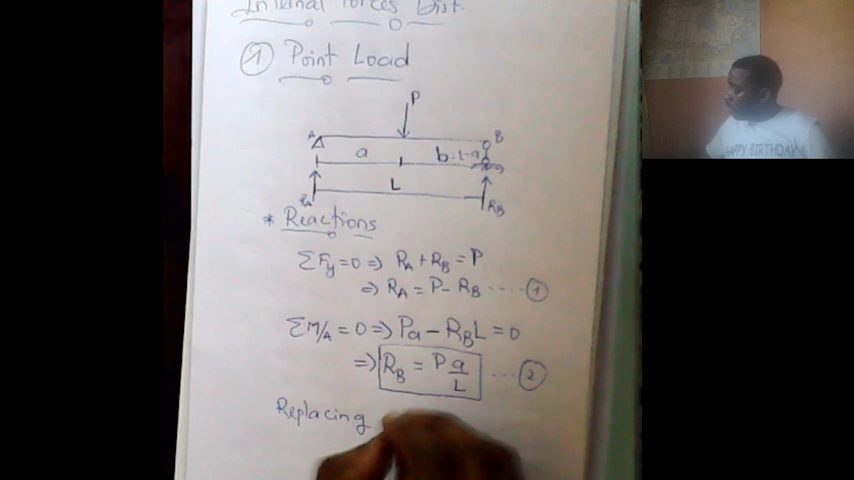 Internal Forces Dist.
① Point Load
P
A B
a b=L-a
L
RA RB
* Reactions
ΣFy=0 => RA + RB = P
=> RA = P - RB ..... ①
ΣM/A = 0 => Pa - RBL = 0
=> RB = P a/L .... ②
Replacing
HAPPY BIRTHDAY